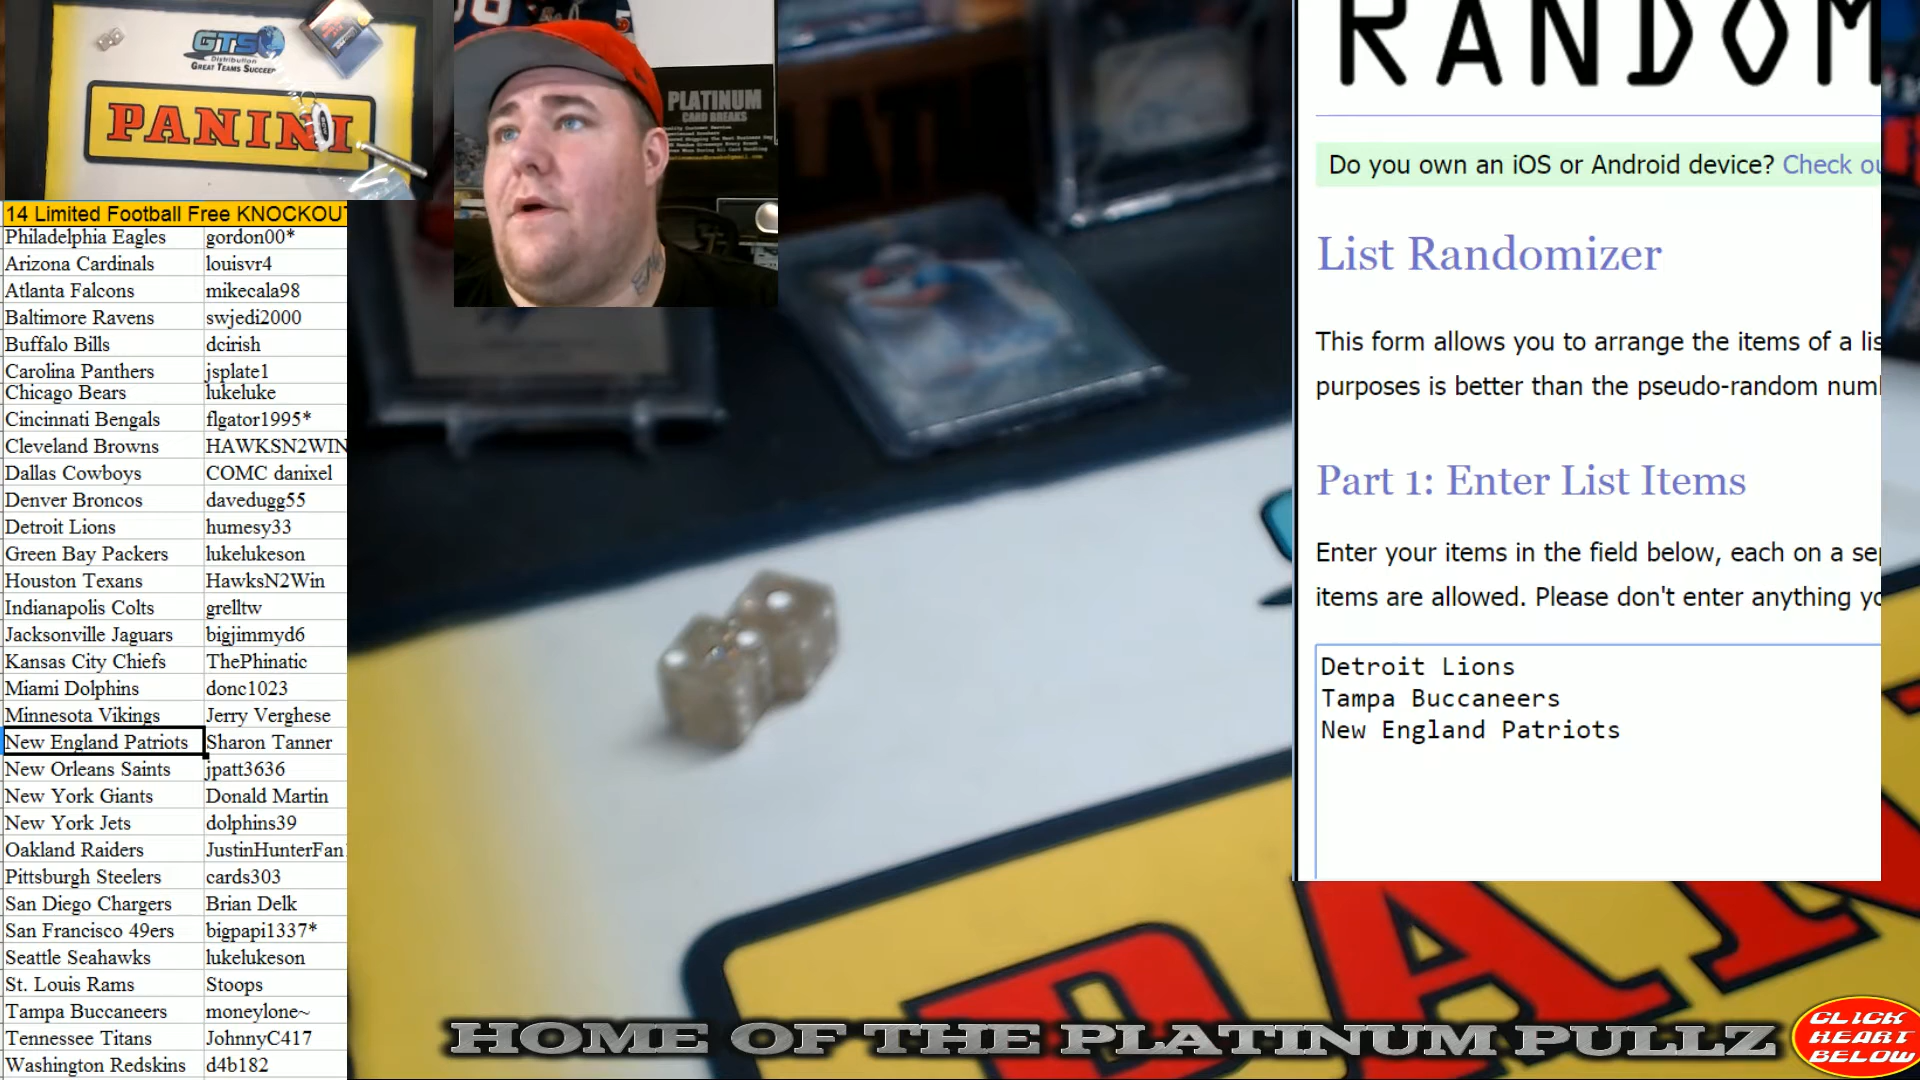 GTS
Distribution
GREAT TEAMS SUCCEED
PANINI
PLATINUM
CARD BREAKS
14 Limited Football Free KNOCKOUT
Philadelphia Eagles gordon00*
Arizona Cardinals louisvr4
Atlanta Falcons mikecala98
Baltimore Ravens swjedi2000
Buffalo Bills dcirish
Carolina Panthers jsplate1
Chicago Bears lukeluke
Cincinnati Bengals flgator1995*
Cleveland Browns HAWKSN2WIN
Dallas Cowboys COMC danixel
Denver Broncos davedugg55
Detroit Lions humesy33
Green Bay Packers lukelukeson
Houston Texans HawksN2Win
Indianapolis Colts grelltw
Jacksonville Jaguars bigjimmyd6
Kansas City Chiefs ThePhinatic
Miami Dolphins donc1023
Minnesota Vikings Jerry Verghese
New England Patriots Sharon Tanner
New Orleans Saints jpatt3636
New York Giants Donald Martin
New York Jets dolphins39
Oakland Raiders JustinHunterFan
Pittsburgh Steelers cards303
San Diego Chargers Brian Delk
San Francisco 49ers bigpapi1337*
Seattle Seahawks lukelukeson
St. Louis Rams Stoops
Tampa Buccaneers moneylone~
Tennessee Titans JohnnyC417
Washington Redskins d4b182
RANDOM
Do you own an iOS or Android device? Check ou
List Randomizer
This form allows you to arrange the items of a lis
purposes is better than the pseudo-random num
Part 1: Enter List Items
Enter your items in the field below, each on a se
items are allowed. Please don't enter anything yo
Detroit Lions
Tampa Buccaneers
New England Patriots
PAN
HOME OF THE PLATINUM PULLZ
CLICK
HEART
BELOW